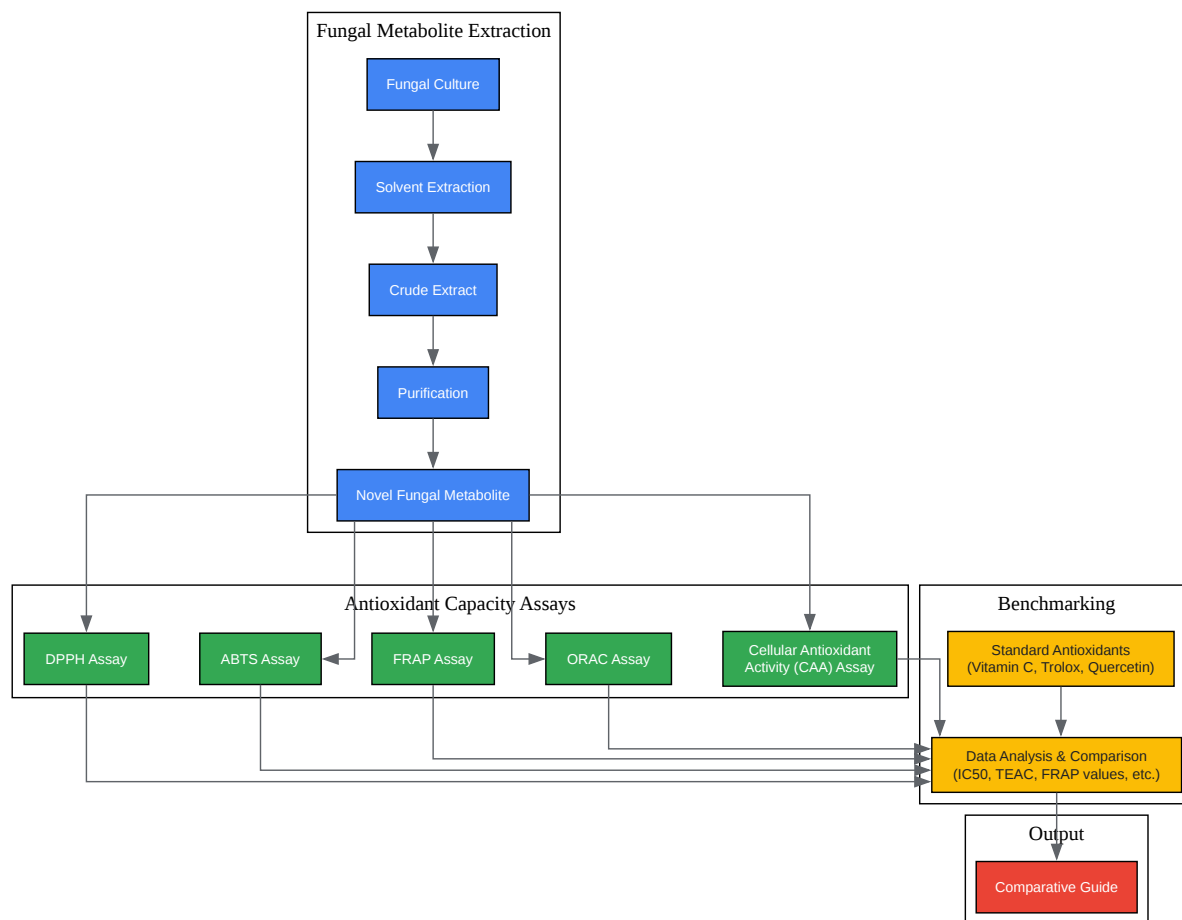 Fungal Metabolite Extraction
Fungal Culture
Solvent Extraction
Crude Extract
Purification
Novel Fungal Metabolite
Antioxidant Capacity Assays
DPPH Assay
ABTS Assay
FRAP Assay
ORAC Assay
Cellular Antioxidant
Activity (CAA) Assay
Benchmarking
Standard Antioxidants
(Vitamin C, Trolox, Quercetin)
Data Analysis & Comparison
(IC50, TEAC, FRAP values, etc.)
Output
Comparative Guide